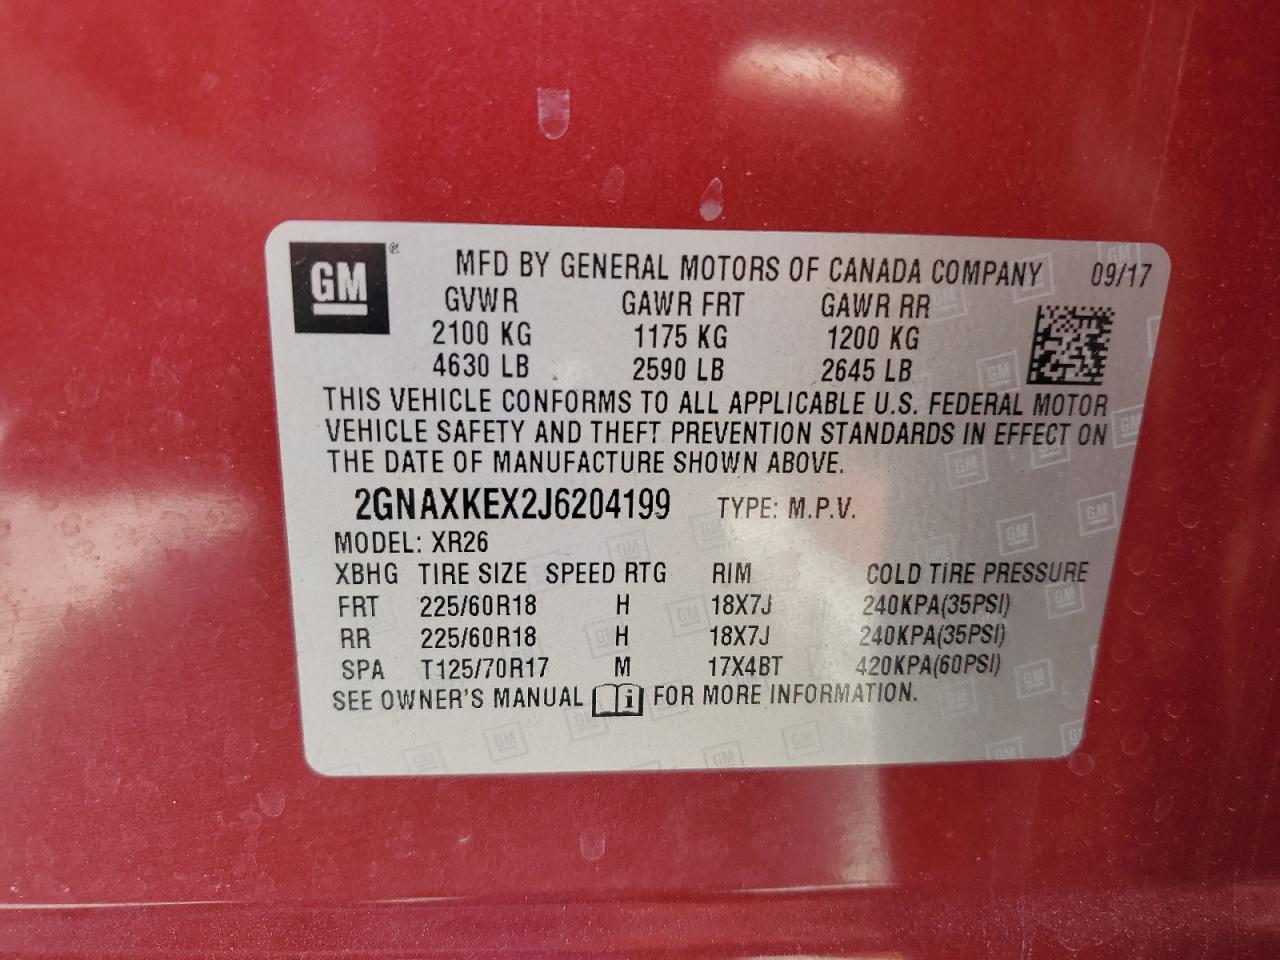 GM ® MFD BY GENERAL MOTORS OF CANADA COMPANY 09/17
GVWR GAWR FRT GAWR RR
2100 KG 1175 KG 1200 KG
4630 LB 2590 LB 2645 LB
THIS VEHICLE CONFORMS TO ALL APPLICABLE U.S. FEDERAL MOTOR
VEHICLE SAFETY AND THEFT PREVENTION STANDARDS IN EFFECT ON
THE DATE OF MANUFACTURE SHOWN ABOVE.
2GNAXKEX2J6204199 TYPE: M.P.V.
MODEL: XR26
XBHG TIRE SIZE SPEED RTG RIM COLD TIRE PRESSURE
FRT 225/60R18 H 18X7J 240KPA(35PSI)
RR 225/60R18 H 18X7J 240KPA(35PSI)
SPA T125/70R17 M 17X4BT 420KPA(60PSI)
SEE OWNER'S MANUAL i FOR MORE INFORMATION.